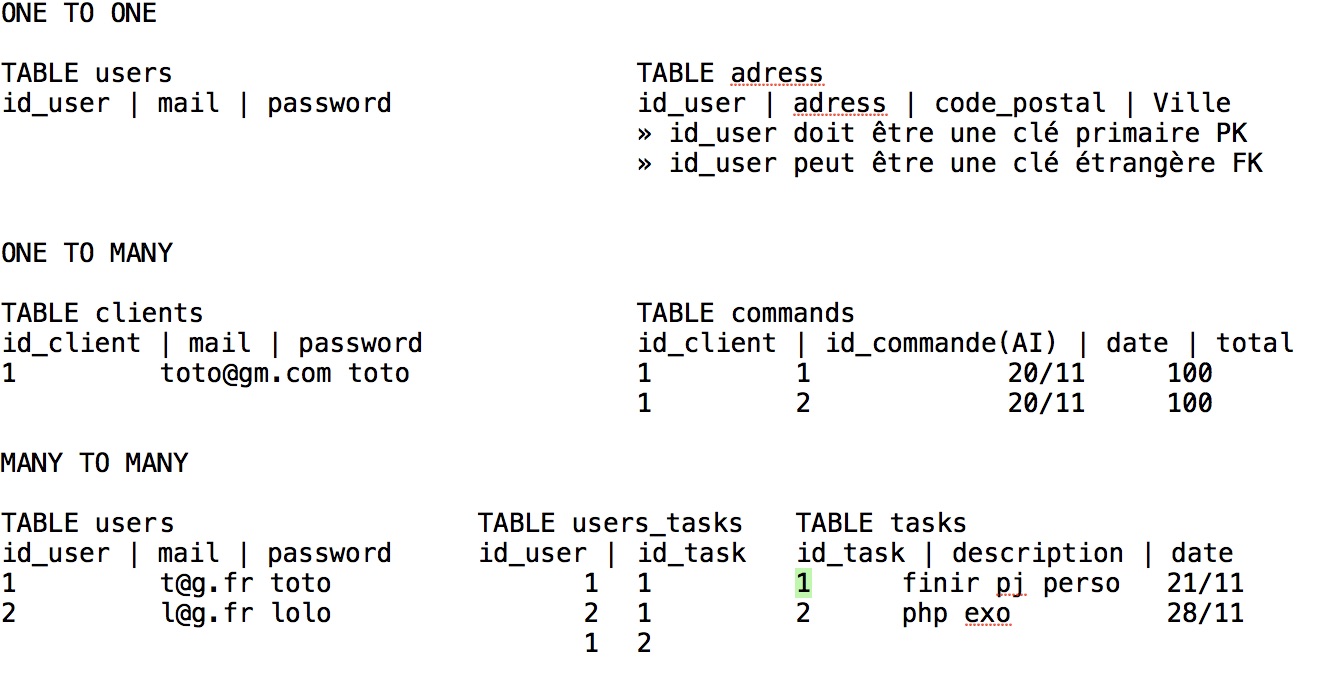 ONE TO ONE
TABLE users TABLE adress
id_user | mail | password id_user | adress | code_postal | Ville
» id_user doit être une clé primaire PK
» id_user peut être une clé étrangère FK
ONE TO MANY
TABLE clients TABLE commands
id_client | mail | password id_client | id_commande(AI) | date | total
1 toto@gm.com toto 1 1 20/11 100
1 2 20/11 100
MANY TO MANY
TABLE users TABLE users_tasks TABLE tasks
id_user | mail | password id_user | id_task id_task | description | date
1 t@g.fr toto 1 1 1 finir pj perso 21/11
2 l@g.fr lolo 2 1 2 php exo 28/11
1 2